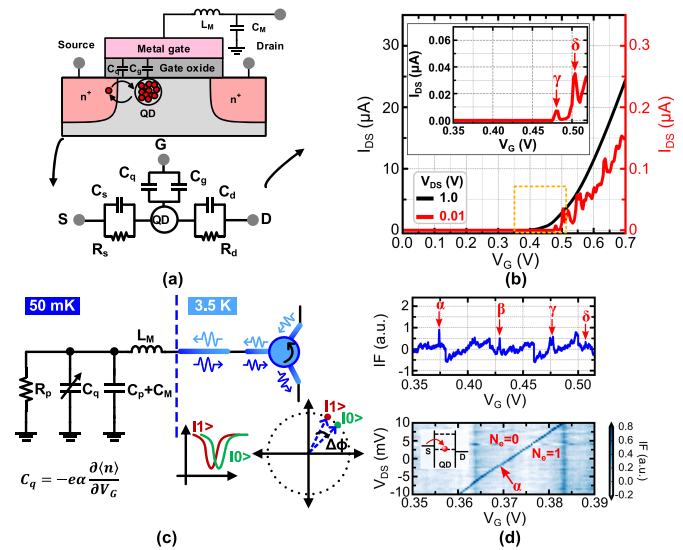 L_M
C_M
Source
Metal gate
Drain
C_q C_g Gate oxide
n⁺
QD
n⁺
G
C_s
C_q
C_g
C_d
S
QD
D
R_s
R_d
(a)
I_DS (µA)
30
20
10
0
0.0 0.1 0.2 0.3 0.4 0.5 0.6 0.7
V_G (V)
0.3
0.2
0.1
0
I_DS (µA)
I_DS (µA)
0.06
0.04
0.02
0.00
0.35 0.40 0.45 0.50
V_G (V)
γ
δ
V_DS (V)
1.0
0.01
(b)
50 mK
3.5 K
L_M
R_p
C_q
C_p+C_M
I1>
I0>
I1>
I0>
Δϕ
C_q = −eα ∂⟨n⟩/∂V_G
(c)
IF (a.u.)
2
1
0
-1
α
β
γ
δ
0.35 0.40 0.45 0.50
V_G (V)
V_DS (mV)
10
5
0
-5
-10
S
QD
D
N_e=0
N_e=1
α
0.35 0.36 0.37 0.38 0.39
V_G (V)
0.8
0.6
0.4
0.2
0.0
-0.2
IF (a.u.)
(d)